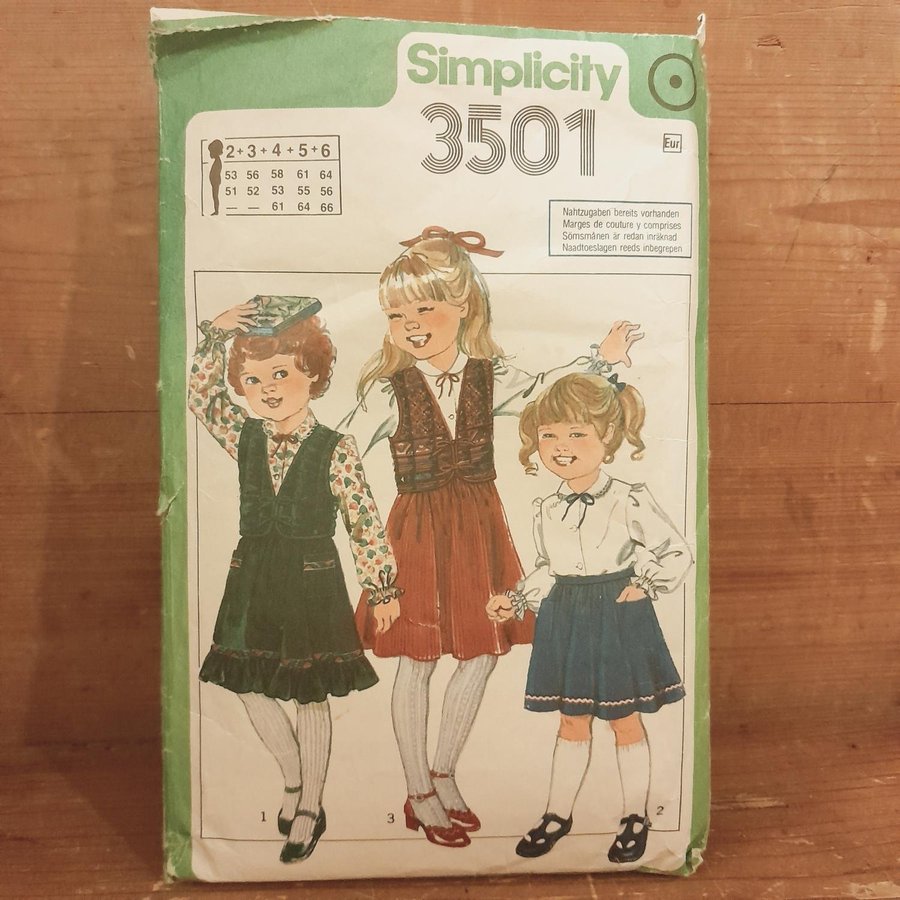 Simplicity
3501
Eur
2 + 3 + 4 + 5 + 6
53 56 58 61 64
51 52 53 55 56
— — 61 64 66
Nahtzugaben bereits vorhanden
Marges de couture y comprises
Sömsmånen är redan inräknad
Naadtoeslagen reeds inbegrepen
1
3
2